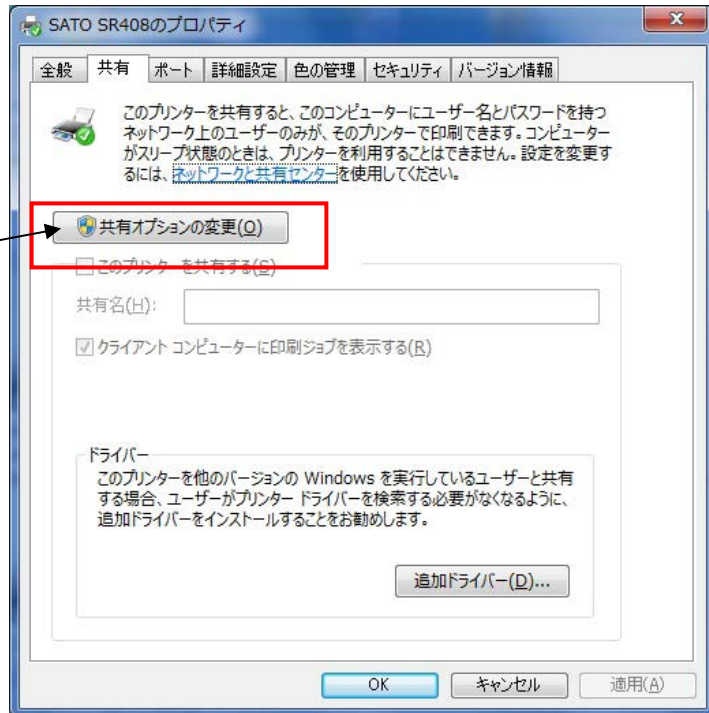 SATO SR408のプロパティ
全般 共有 ポート 詳細設定 色の管理 セキュリティ バージョン情報
このプリンターを共有すると、このコンピューターにユーザー名とパスワードを持つ
ネットワーク上のユーザーのみが、そのプリンターで印刷できます。コンピューター
がスリープ状態のときは、プリンターを利用することはできません。設定を変更す
るには、ネットワークと共有センターを使用してください。
共有オプションの変更(O)
このプリンターを共有する(S)
共有名(H):
クライアント コンピューターに印刷ジョブを表示する(R)
ドライバー
このプリンターを他のバージョンの Windows を実行しているユーザーと共有
する場合、ユーザーがプリンター ドライバーを検索する必要がなくなるように、
追加ドライバーをインストールすることをお勧めします。
追加ドライバー(D)...
OK キャンセル 適用(A)